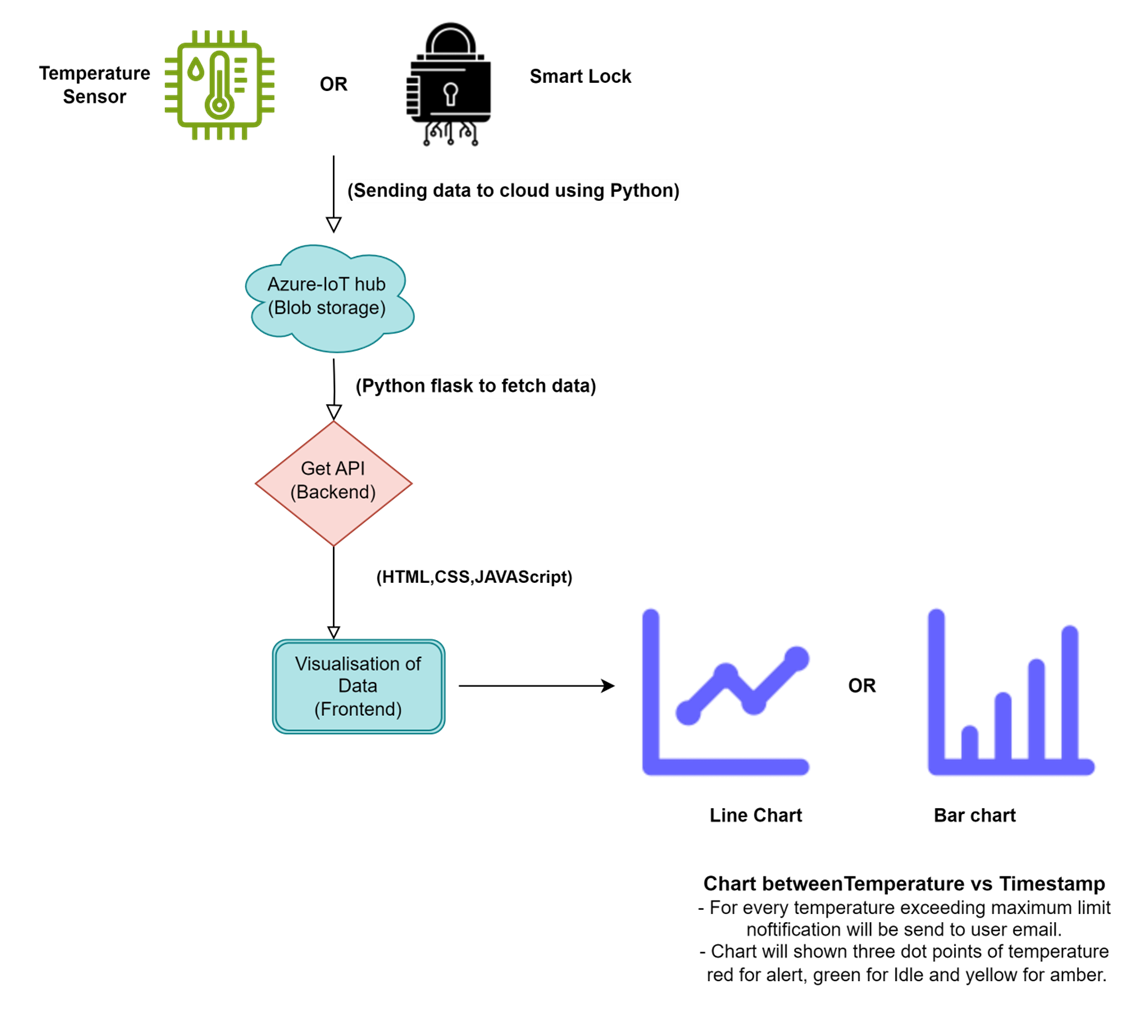 Temperature
Sensor
OR
Smart Lock
(Sending data to cloud using Python)
Azure-IoT hub
(Blob storage)
(Python flask to fetch data)
Get API
(Backend)
(HTML,CSS,JAVAScript)
Visualisation of
Data
(Frontend)
OR
Line Chart
Bar chart
Chart betweenTemperature vs Timestamp
- For every temperature exceeding maximum limit
noftification will be send to user email.
- Chart will shown three dot points of temperature
red for alert, green for Idle and yellow for amber.